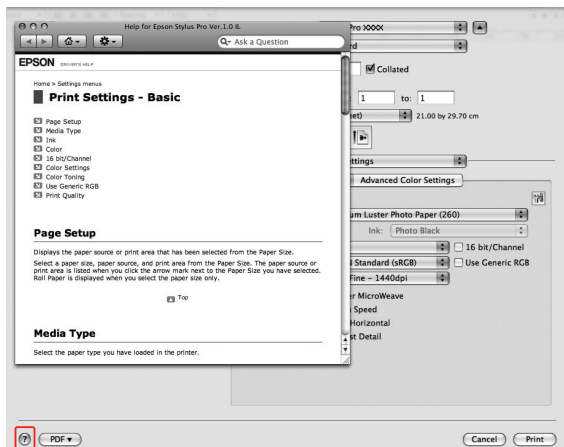 Help for Epson Stylus Pro Ver.1.0 IL
Ask a Question
EPSON DRIVER'S HELP
Home > Settings menus
Print Settings - Basic
Page Setup
Media Type
Ink
Color
16 bit/Channel
Color Settings
Color Toning
Use Generic RGB
Print Quality
Page Setup
Displays the paper source or print area that has been selected from the Paper Size.
Select a paper size, paper source, and print area from the Paper Size. The paper source or
print area is listed when you click the arrow mark next to the Paper Size you have selected.
Roll Paper is displayed when you select the paper size only.
Top
Media Type
Select the paper type you have loaded in the printer.
Pro XXXX
rd
Collated
1 to: 1
eet) 21.00 by 29.70 cm
ettings
Advanced Color Settings
um Luster Photo Paper (260)
Ink: Photo Black
16 bit/Channel
Standard (sRGB) Use Generic RGB
Fine - 1440dpi
er MicroWeave
Speed
Horizontal
st Detail
? PDF Cancel Print